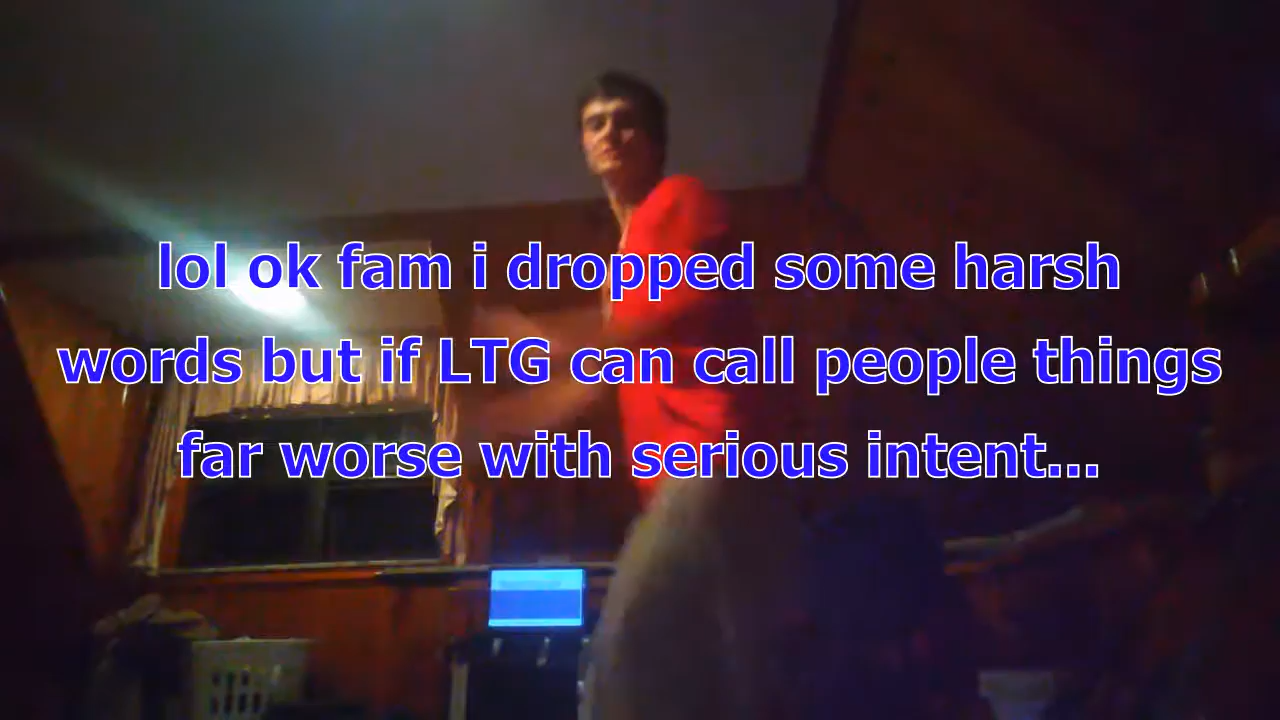 lol ok fam i dropped some harsh
words but if LTG can call people things
far worse with serious intent...